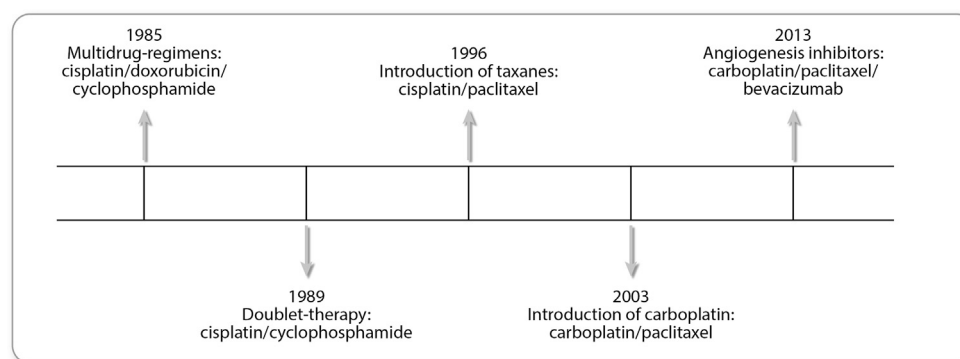 1985
Multidrug-regimens:
cisplatin/doxorubicin/
cyclophosphamide
1989
Doublet-therapy:
cisplatin/cyclophosphamide
1996
Introduction of taxanes:
cisplatin/paclitaxel
2003
Introduction of carboplatin:
carboplatin/paclitaxel
2013
Angiogenesis inhibitors:
carboplatin/paclitaxel/
bevacizumab